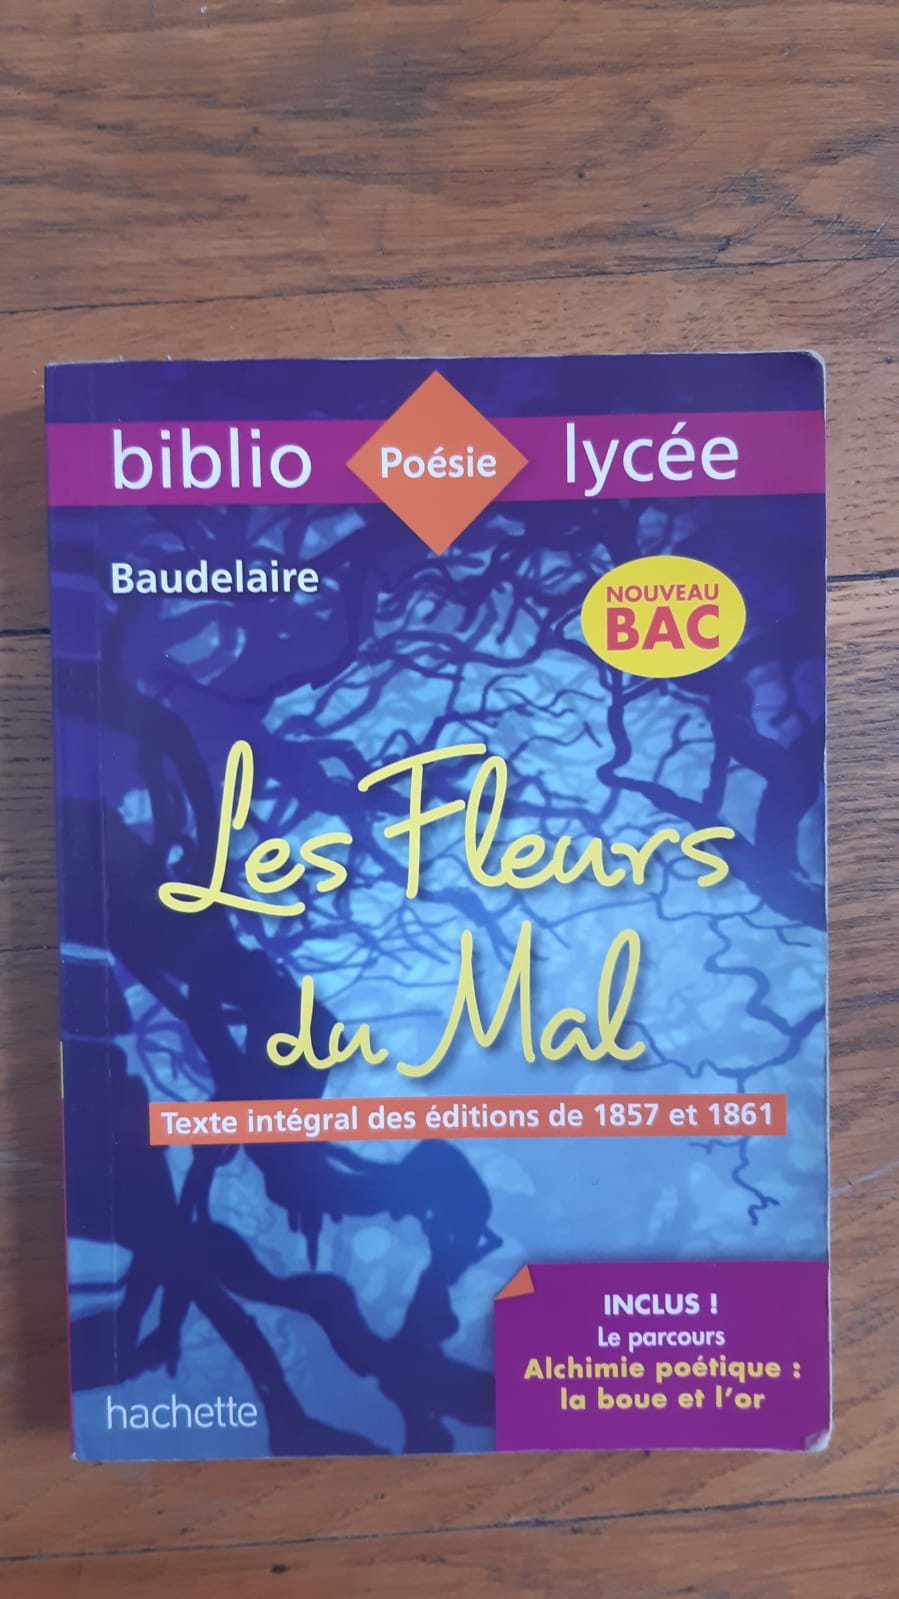 biblio Poésie lycée
Baudelaire
NOUVEAU
BAC
Les Fleurs
du Mal
Texte intégral des éditions de 1857 et 1861
INCLUS !
Le parcours
Alchimie poétique :
la boue et l'or
hachette